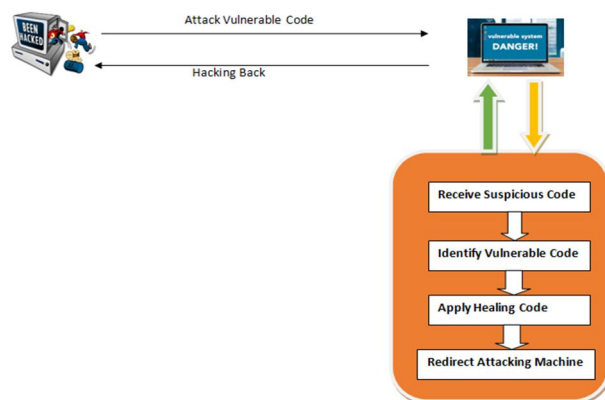 Attack Vulnerable Code
BEEN
HACKED
vulnerable system
DANGER!
Hacking Back
Receive Suspicious Code
Identify Vulnerable Code
Apply Healing Code
Redirect Attacking Machine